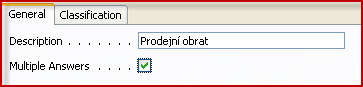 General Classification
Description . . . . . . . Prodejní obrat
Multiple Answers . . . .